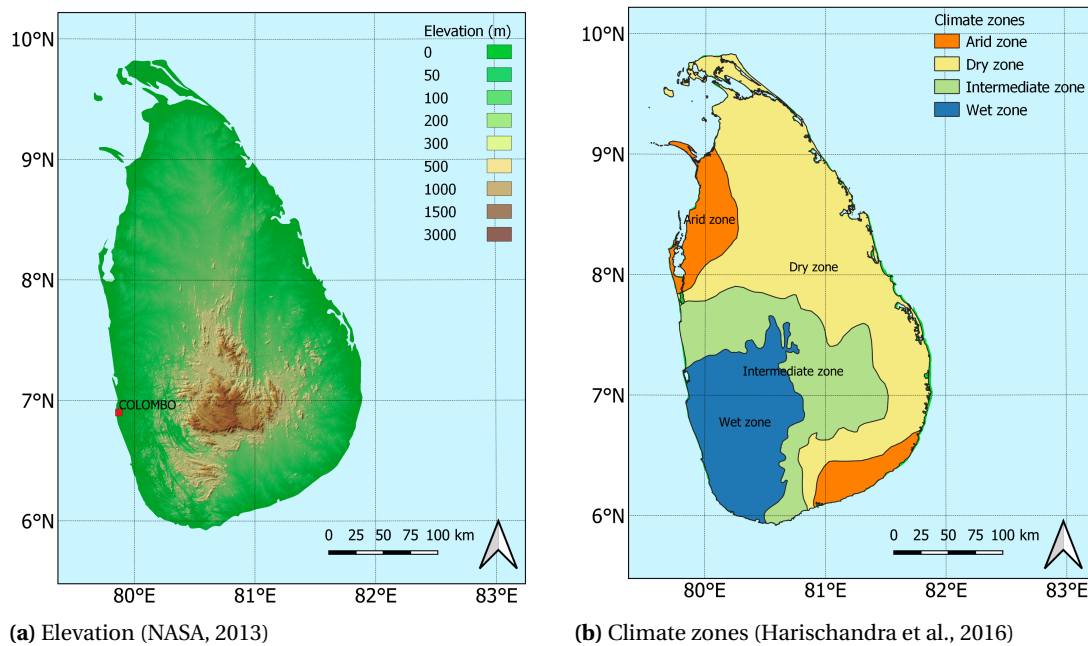 Elevation (m)
0
50
100
200
300
500
1000
1500
3000
10°N
9°N
8°N
7°N
6°N
COLOMBO
0 25 50 75 100 km
80°E 81°E 82°E 83°E
(a) Elevation (NASA, 2013)
Climate zones
Arid zone
Dry zone
Intermediate zone
Wet zone
10°N
9°N
8°N
7°N
6°N
Arid zone
Dry zone
Intermediate zone
Wet zone
0 25 50 75 100 km
80°E 81°E 82°E 83°E
(b) Climate zones (Harischandra et al., 2016)